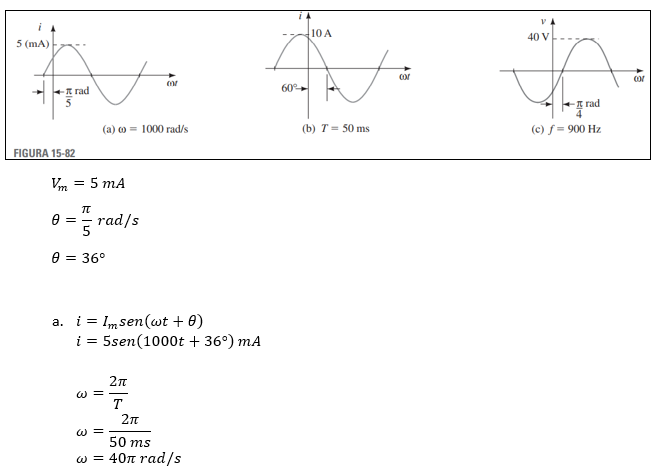 i
5 (mA)
ωt
π rad
5
(a) ω = 1000 rad/s
i
10 A
ωt
60°
(b) T = 50 ms
v
40 V
ωt
π rad
4
(c) f = 900 Hz
FIGURA 15-82
Vm = 5 mA
θ = π/5 rad/s
θ = 36°
a. i = Im sen(ωt + θ)
i = 5sen(1000t + 36°) mA
ω = 2π/T
ω = 2π/50 ms
ω = 40π rad/s